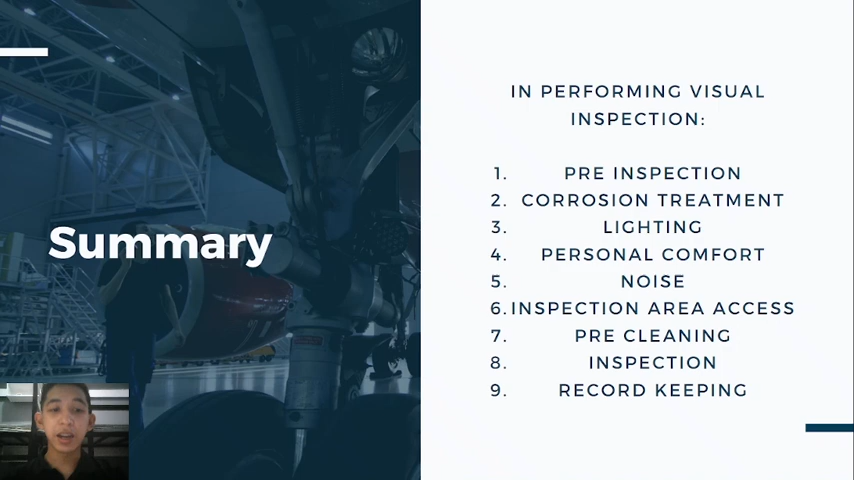 Summary
IN PERFORMING VISUAL
INSPECTION:
1. PRE INSPECTION
2. CORROSION TREATMENT
3. LIGHTING
4. PERSONAL COMFORT
5. NOISE
6. INSPECTION AREA ACCESS
7. PRE CLEANING
8. INSPECTION
9. RECORD KEEPING